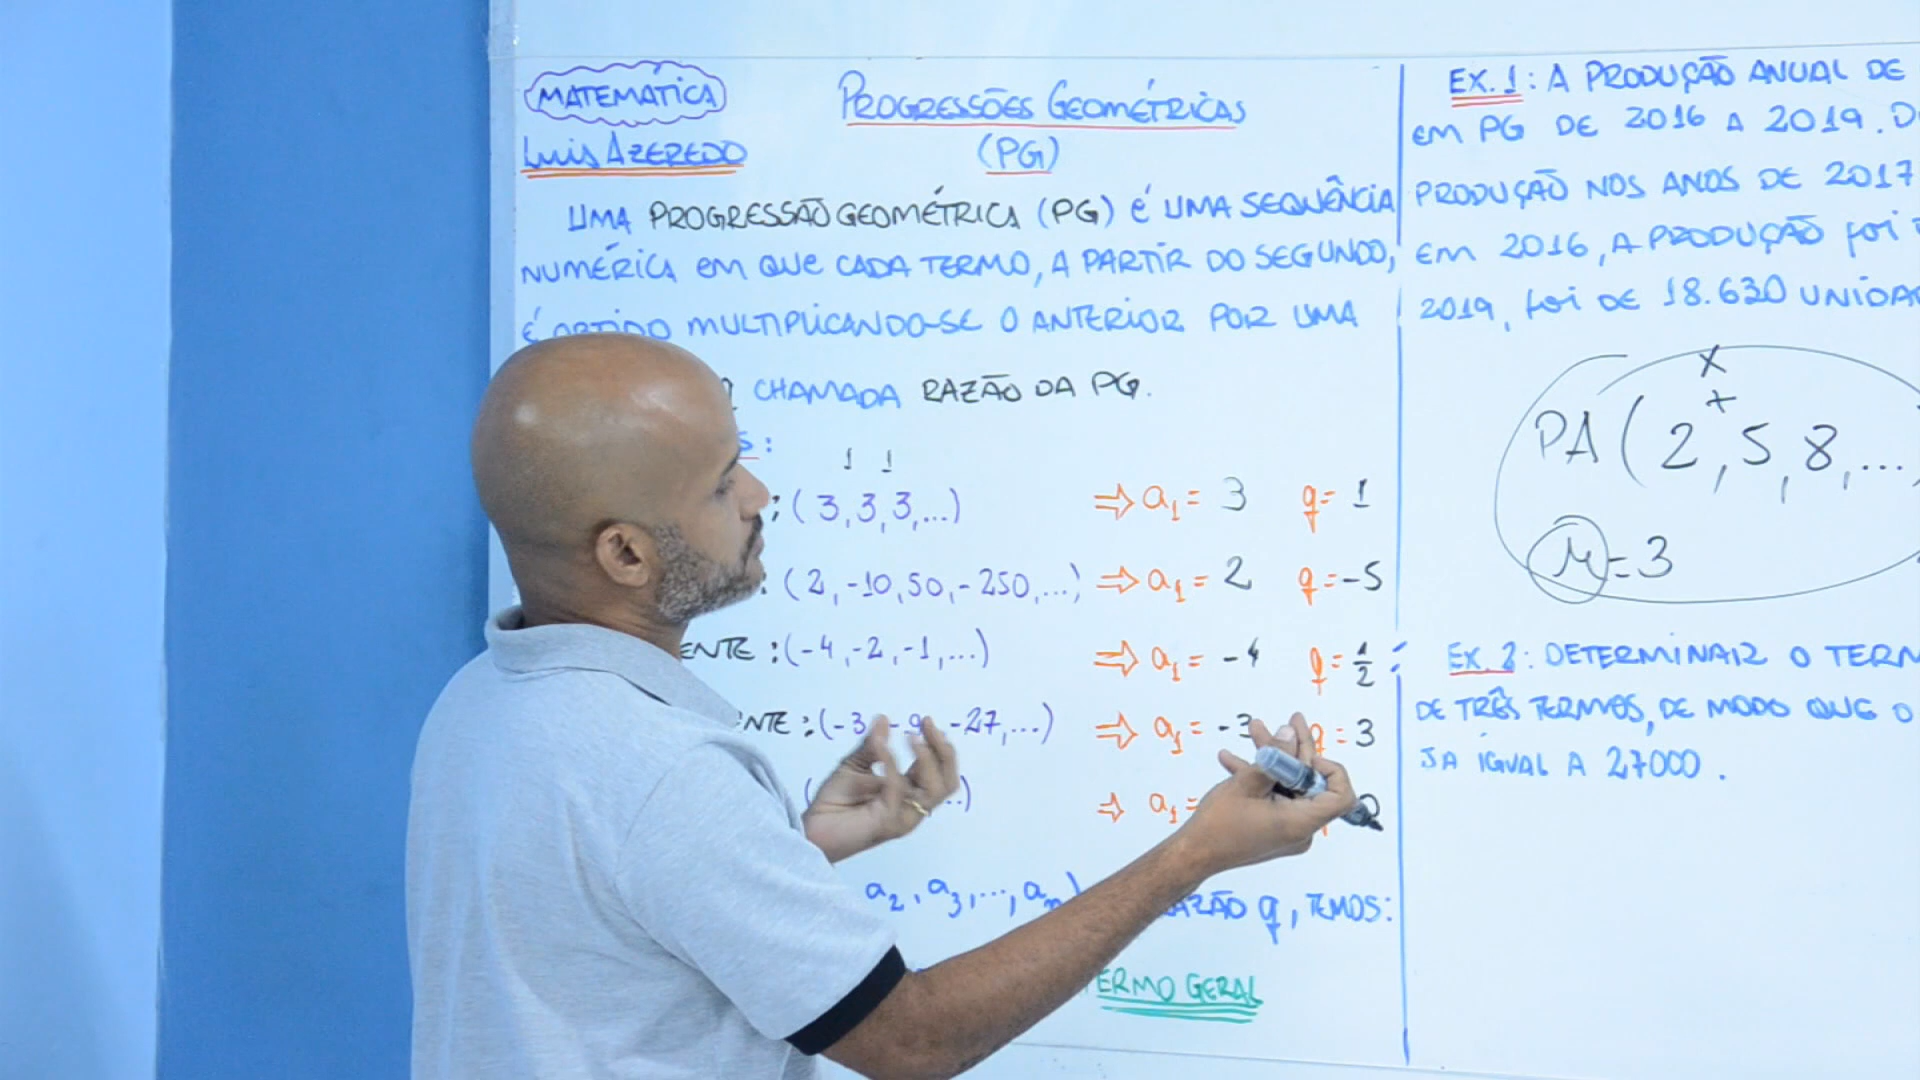 MATEMÁTICA
LUIS AZEREDO
PROGRESSÕES GEOMÉTRICAS
(PG)
UMA PROGRESSÃO GEOMÉTRICA (PG) É UMA SEQUÊNCIA
NUMÉRICA EM QUE CADA TERMO, A PARTIR DO SEGUNDO,
É OBTIDO MULTIPLICANDO-SE O ANTERIOR POR UMA
CHAMADA RAZÃO DA PG.
1 1
: (3, 3, 3, ...) ⇒ a₁ = 3 q = 1
: (2, -10, 50, -250, ...) ⇒ a₁ = 2 q = -5
ENTE : (-4, -2, -1, ...) ⇒ a₁ = -4 q = 1/2
ENTE : (-3, -9, -27, ...) ⇒ a₁ = -3 q = 3
( ...) ⇒ a₁ = 0
a₂, a₃, ..., aₙ) RAZÃO q, TEMOS:
TERMO GERAL
EX. 1 : A PRODUÇÃO ANUAL DE
EM PG DE 2016 A 2019. D
PRODUÇÃO NOS ANOS DE 2017
EM 2016, A PRODUÇÃO FOI
2019, FOI DE 18.630 UNIDA
X
+
PA (2, 5, 8, ...)
r = 3
EX. 2 : DETERMINAR O TERM
DE TRÊS TERMOS, DE MODO QUE O
JA IGUAL A 27000 .